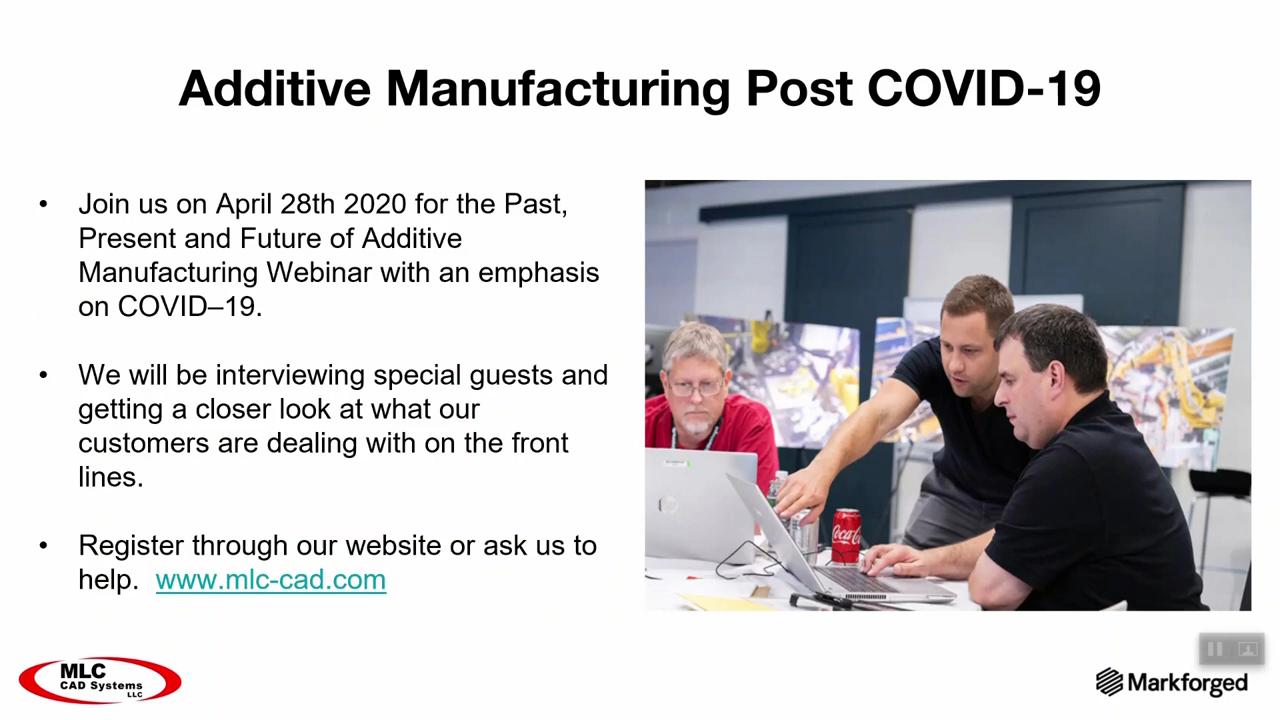 Additive Manufacturing Post COVID-19
• Join us on April 28th 2020 for the Past,
Present and Future of Additive
Manufacturing Webinar with an emphasis
on COVID–19.
• We will be interviewing special guests and
getting a closer look at what our
customers are dealing with on the front
lines.
• Register through our website or ask us to
help. www.mlc-cad.com
Coca-Co
MLC
CAD Systems
LLC
Markforged